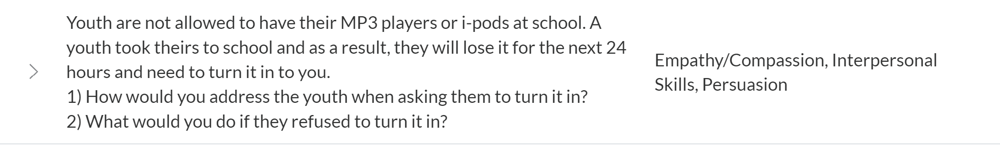 Youth are not allowed to have their MP3 players or i-pods at school. A
youth took theirs to school and as a result, they will lose it for the next 24
hours and need to turn it in to you.
1) How would you address the youth when asking them to turn it in?
2) What would you do if they refused to turn it in?
Empathy/Compassion, Interpersonal
Skills, Persuasion